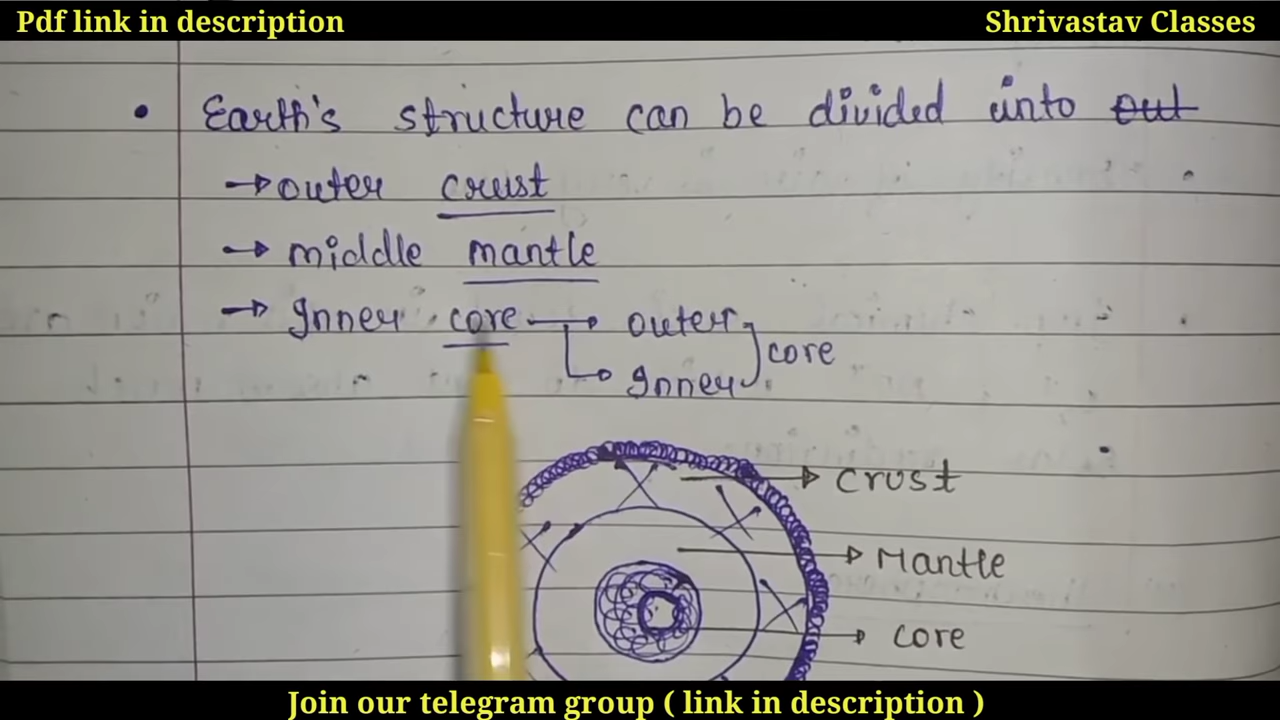 Pdf link in description
Shrivastav Classes
• Earth's structure can be divided into out
→ outer crust
→ middle mantle
→ Inner core → outer
Inner
core
crust
Mantle
core
Join our telegram group ( link in description )